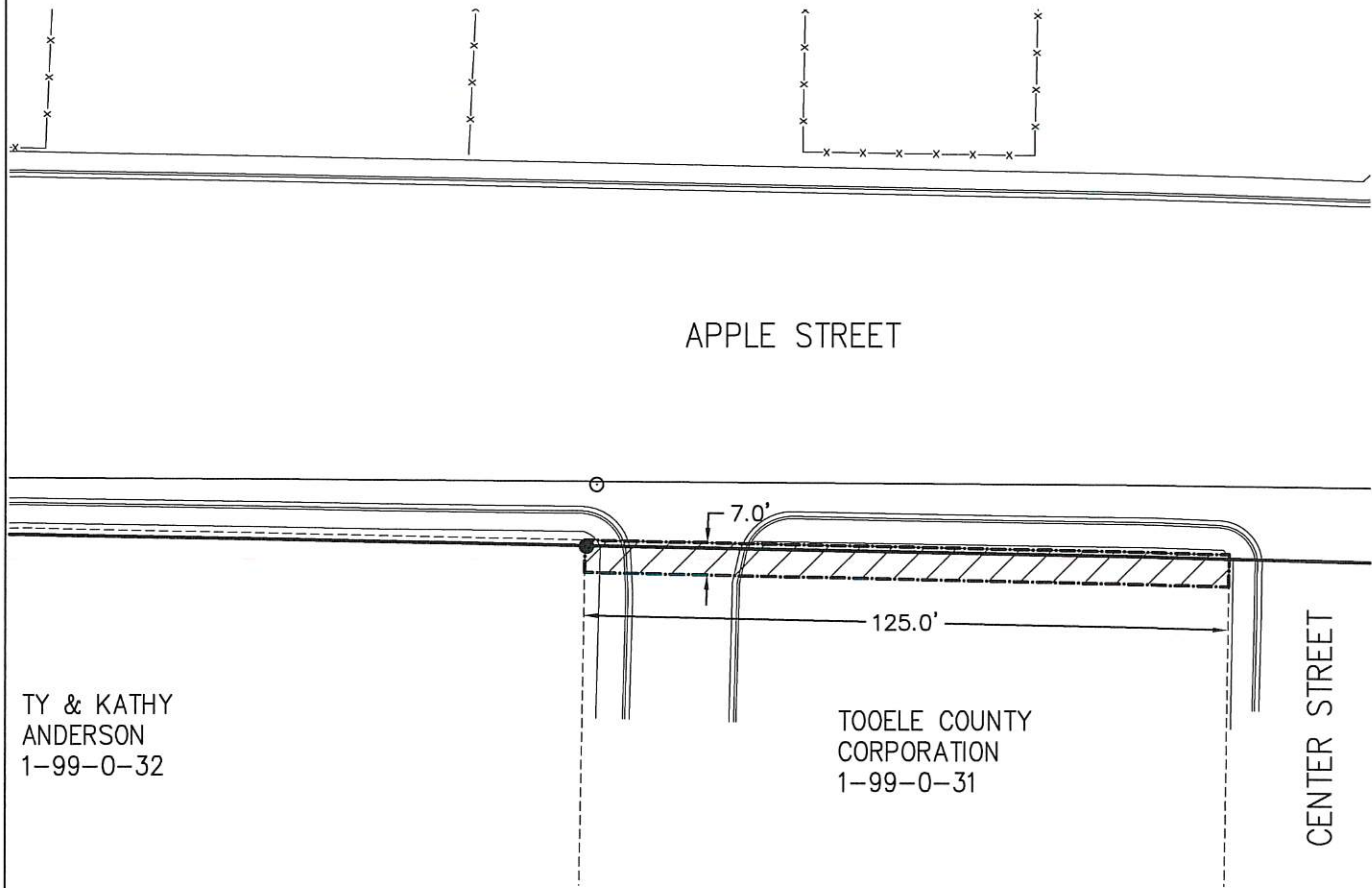 APPLE STREET
7.0'
125.0'
TY & KATHY
ANDERSON
1-99-0-32
TOOELE COUNTY
CORPORATION
1-99-0-31
CENTER STREET